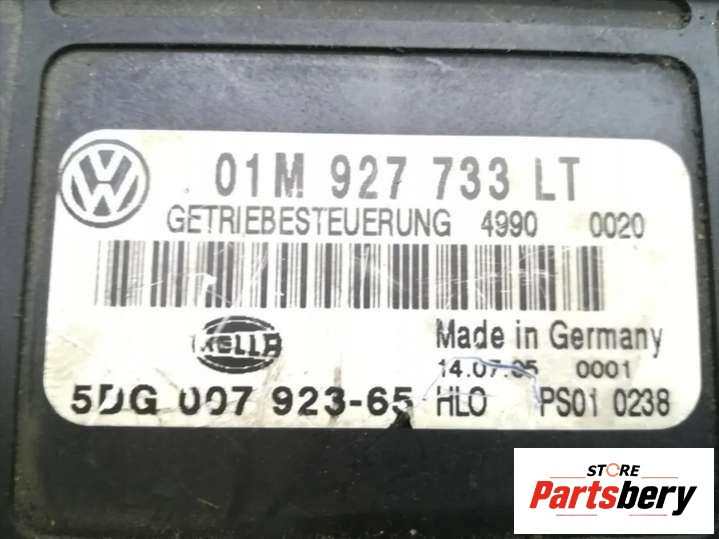 01M 927 733 LT
GETRIEBESTEUERUNG 4990 0020
HELLA
Made in Germany
14.07.05 0001
5DG 007 923-65 HLO PS01 0238
STORE
Partsbery